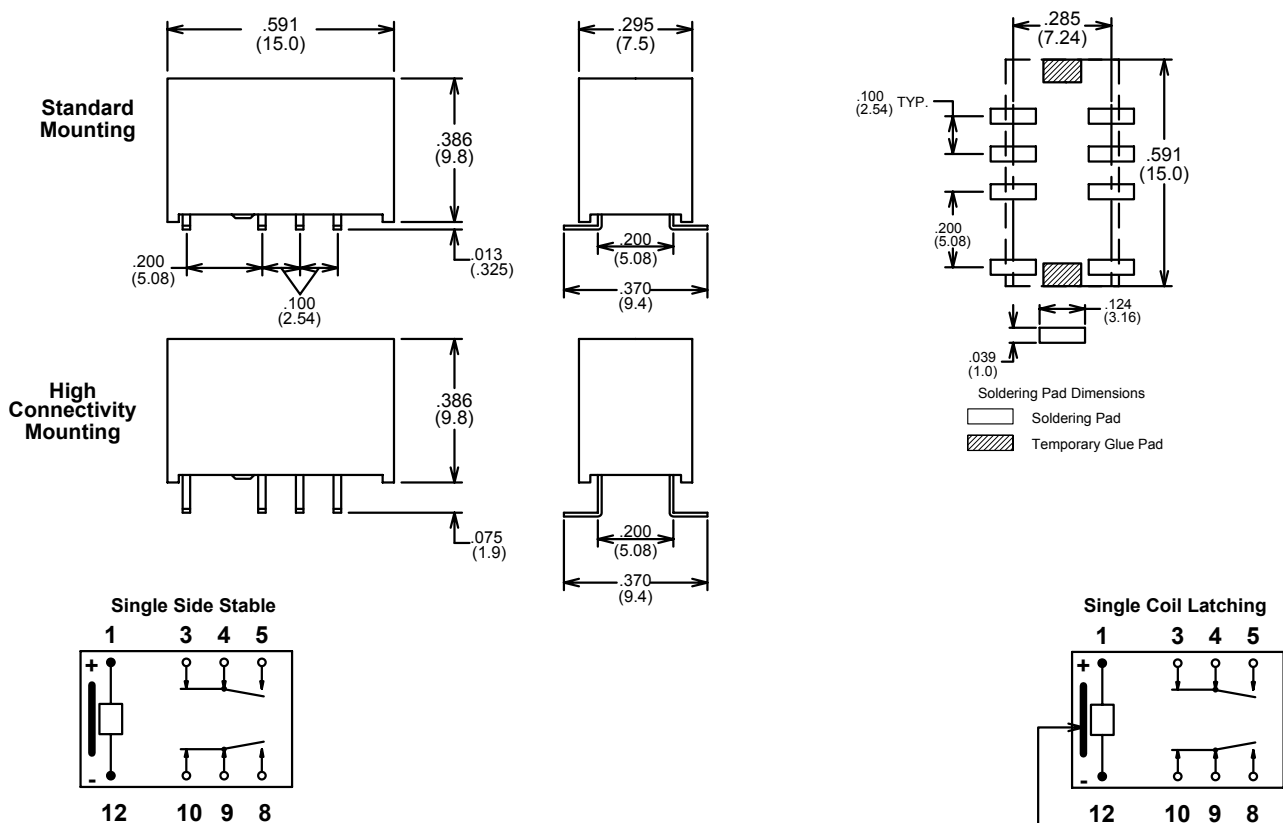 .591
(15.0)
.295
(7.5)
.285
(7.24)
Standard
Mounting
.386
(9.8)
.100 TYP.
(2.54)
.591
(15.0)
.200
(5.08)
.100
(2.54)
.013
(.325)
.200
(5.08)
.370
(9.4)
.200
(5.08)
.124
(3.16)
.039
(1.0)
Soldering Pad Dimensions
Soldering Pad
Temporary Glue Pad
High
Connectivity
Mounting
.386
(9.8)
.075
(1.9)
.200
(5.08)
.370
(9.4)
Single Side Stable
1 3 4 5
+
-
12 10 9 8
Single Coil Latching
1 3 4 5
+
-
12 10 9 8